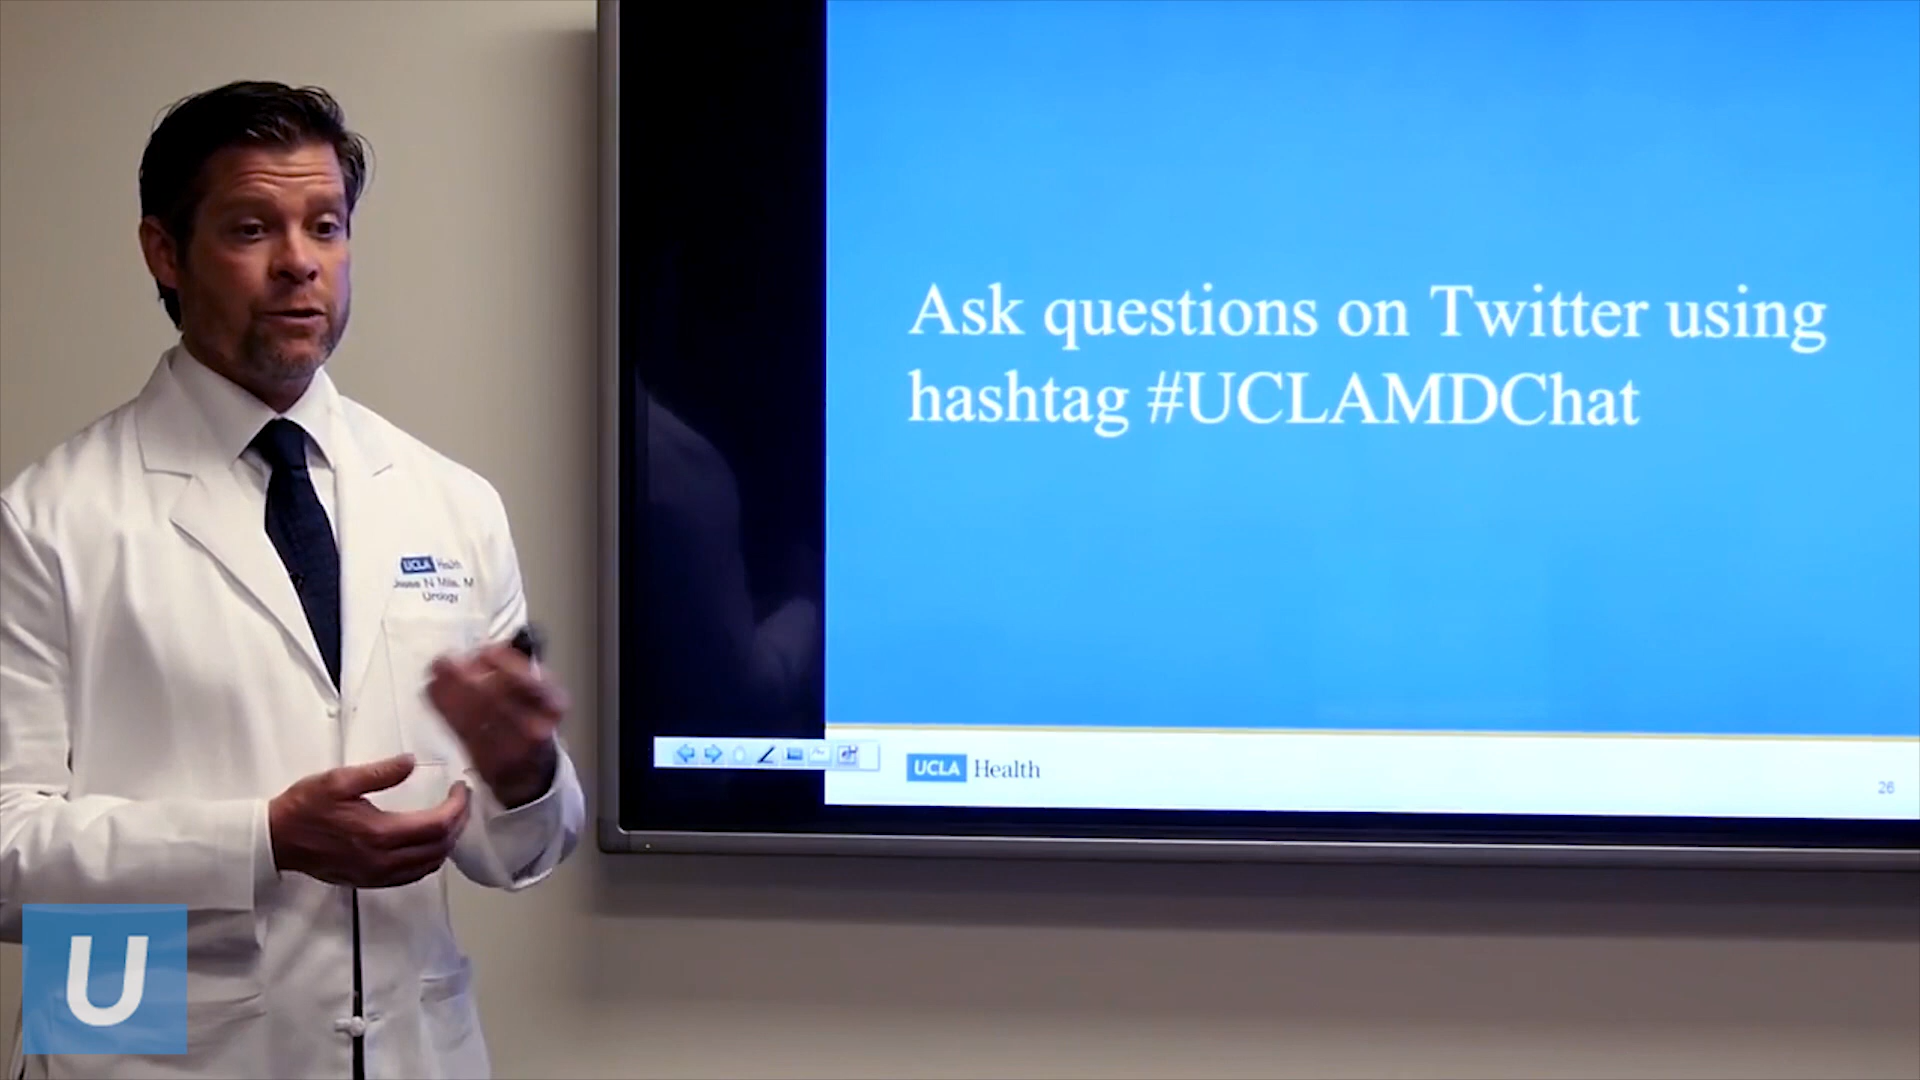 Ask questions on Twitter using
hashtag #UCLAMDChat
UCLA Health
26
UCLA Health
Urology
U